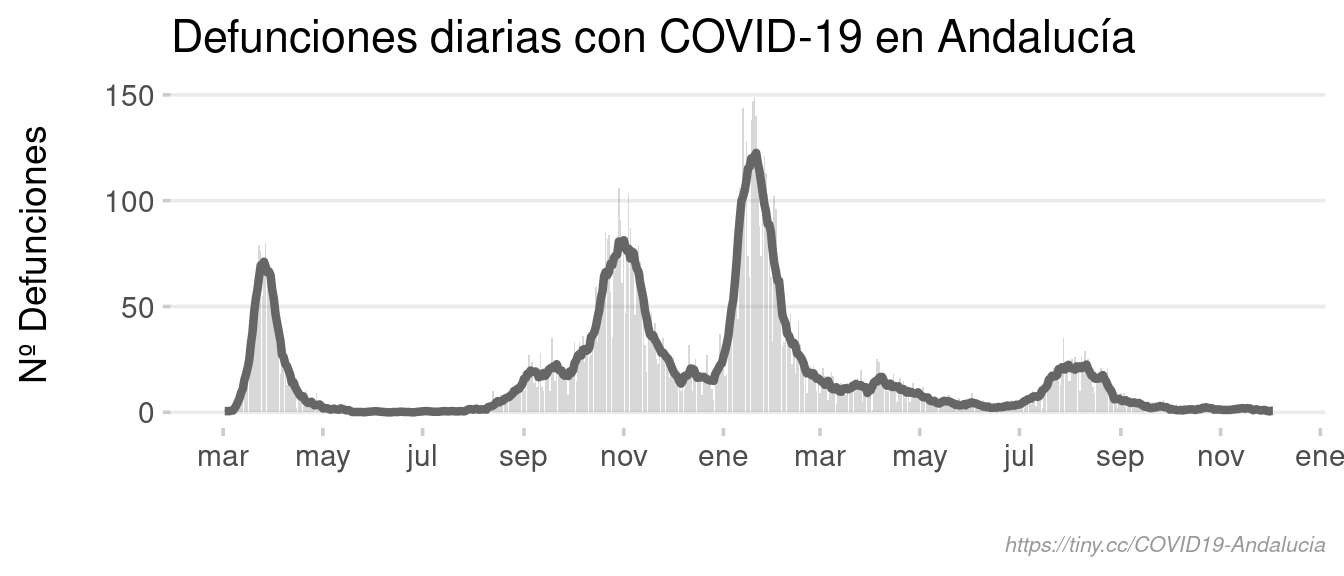 Defunciones diarias con COVID-19 en Andalucía
Nº Defunciones
150
100
50
0
mar may jul sep nov ene mar may jul sep nov ene
https://tiny.cc/COVID19-Andalucia